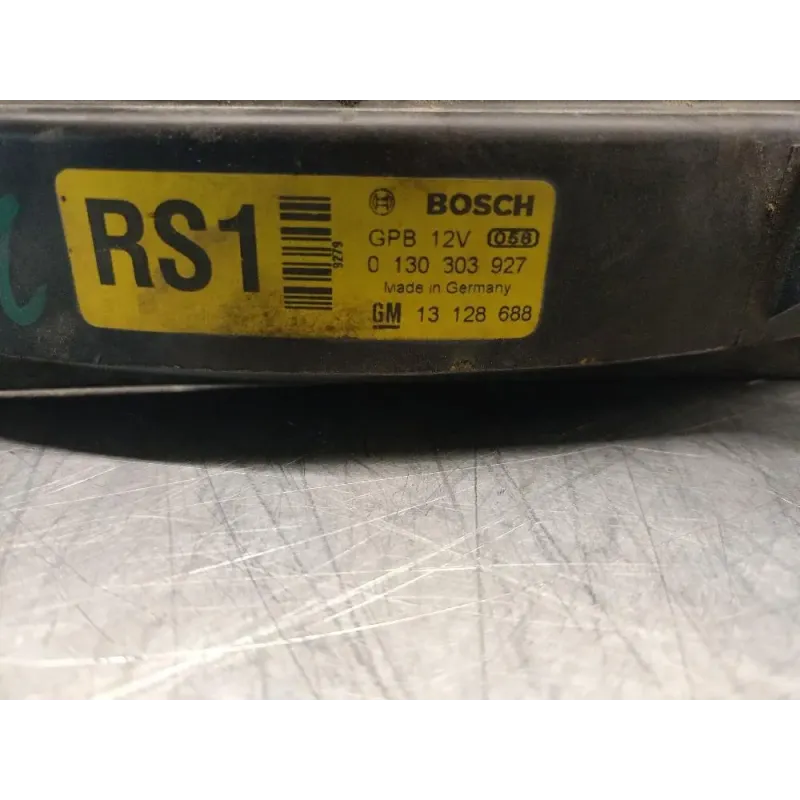 RS1
9279
BOSCH
GPB 12V 058
0 130 303 927
Made in Germany
GM 13 128 688